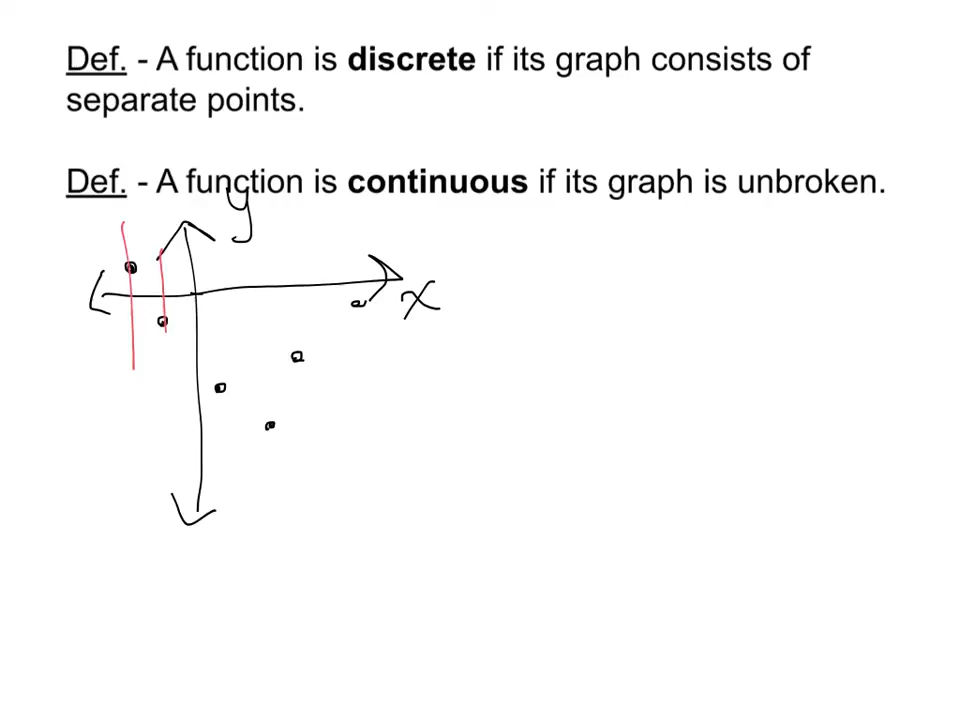 Def. - A function is discrete if its graph consists of
separate points.
Def. - A function is continuous if its graph is unbroken.
y
x